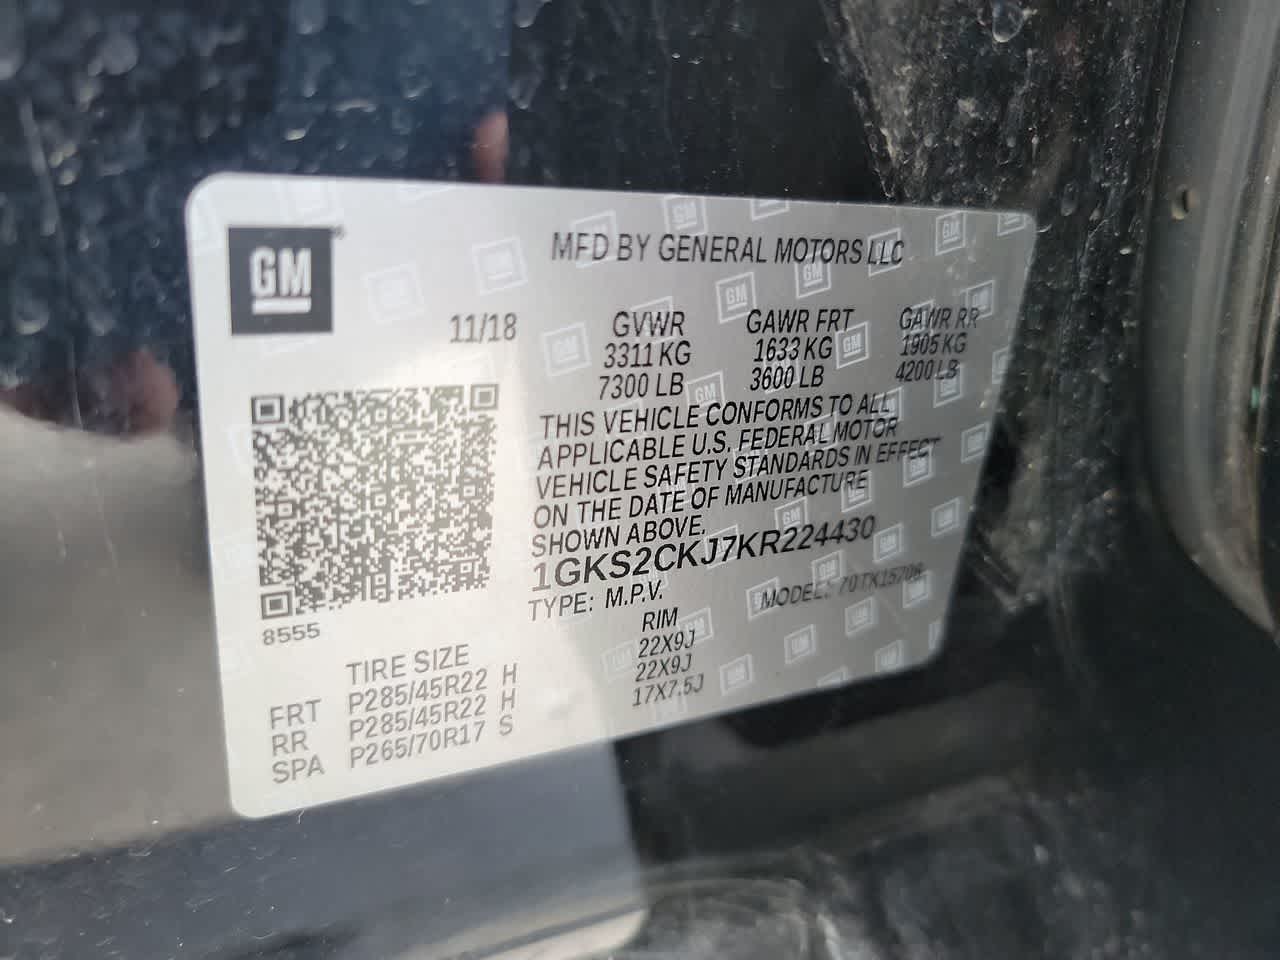 GM
MFD BY GENERAL MOTORS LLC
11/18 GVWR GAWR FRT GAWR RR
3311 KG 1633 KG 1905 KG
7300 LB 3600 LB 4200 LB
THIS VEHICLE CONFORMS TO ALL
APPLICABLE U.S. FEDERAL MOTOR
VEHICLE SAFETY STANDARDS IN EFFECT
ON THE DATE OF MANUFACTURE
SHOWN ABOVE.
1GKS2CKJ7KR224430
TYPE: M.P.V. MODEL: 70TK15706
8555
TIRE SIZE RIM
FRT P285/45R22 H 22X9J
RR P285/45R22 H 22X9J
SPA P265/70R17 S 17X7.5J